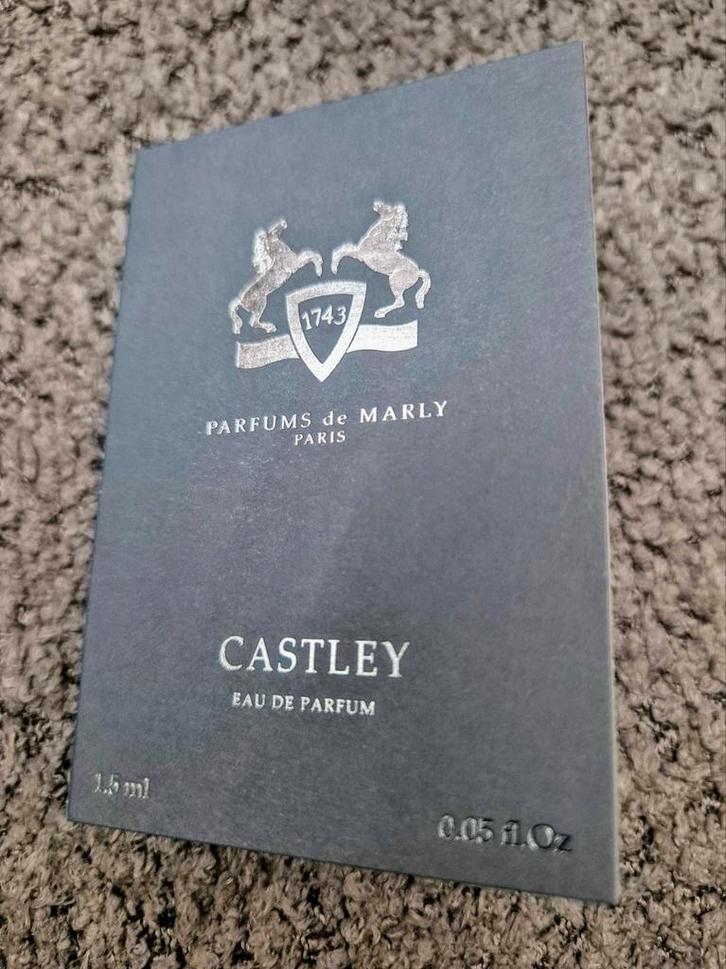 1743
PARFUMS de MARLY
PARIS
CASTLEY
EAU DE PARFUM
1.5 ml
0.05 fl.Oz